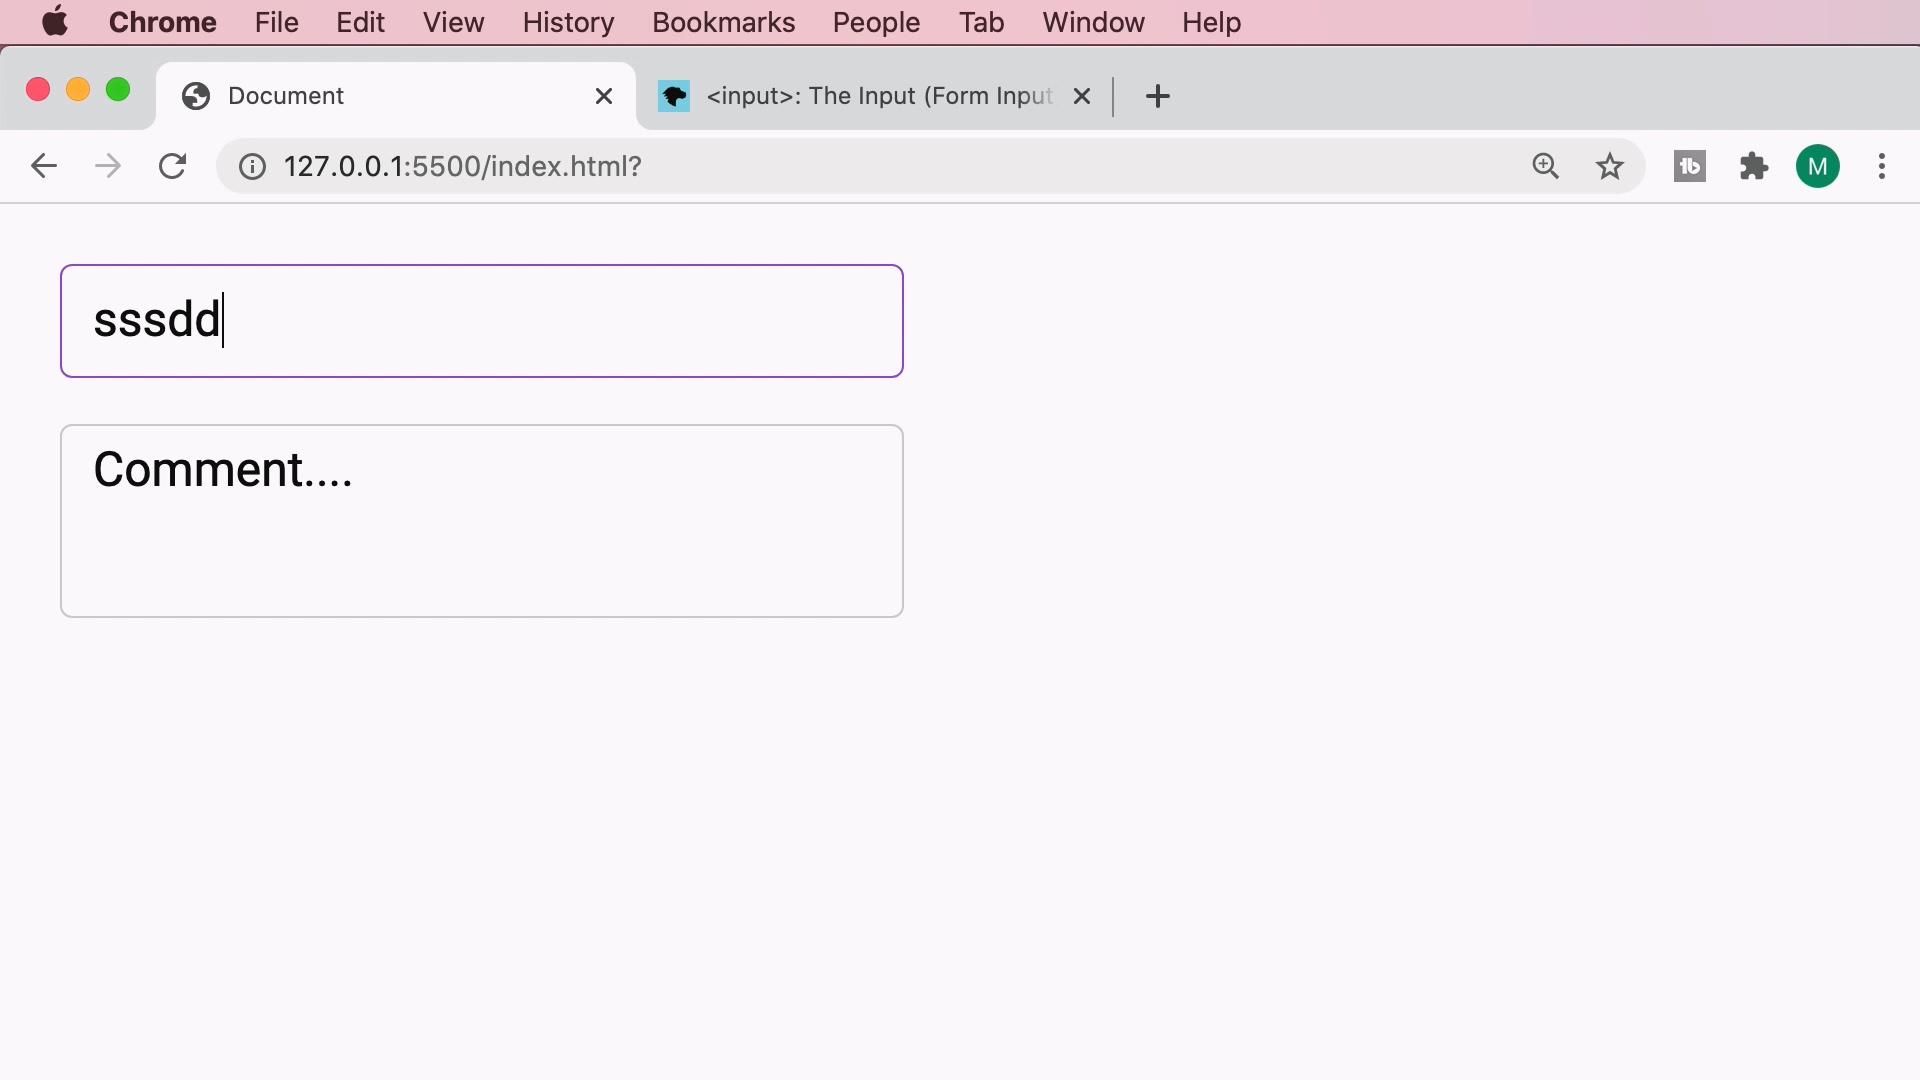 Chrome File Edit View History Bookmarks People Tab Window Help
Document
<input>: The Input (Form Input
127.0.0.1:5500/index.html?
M
sssdd
Comment....